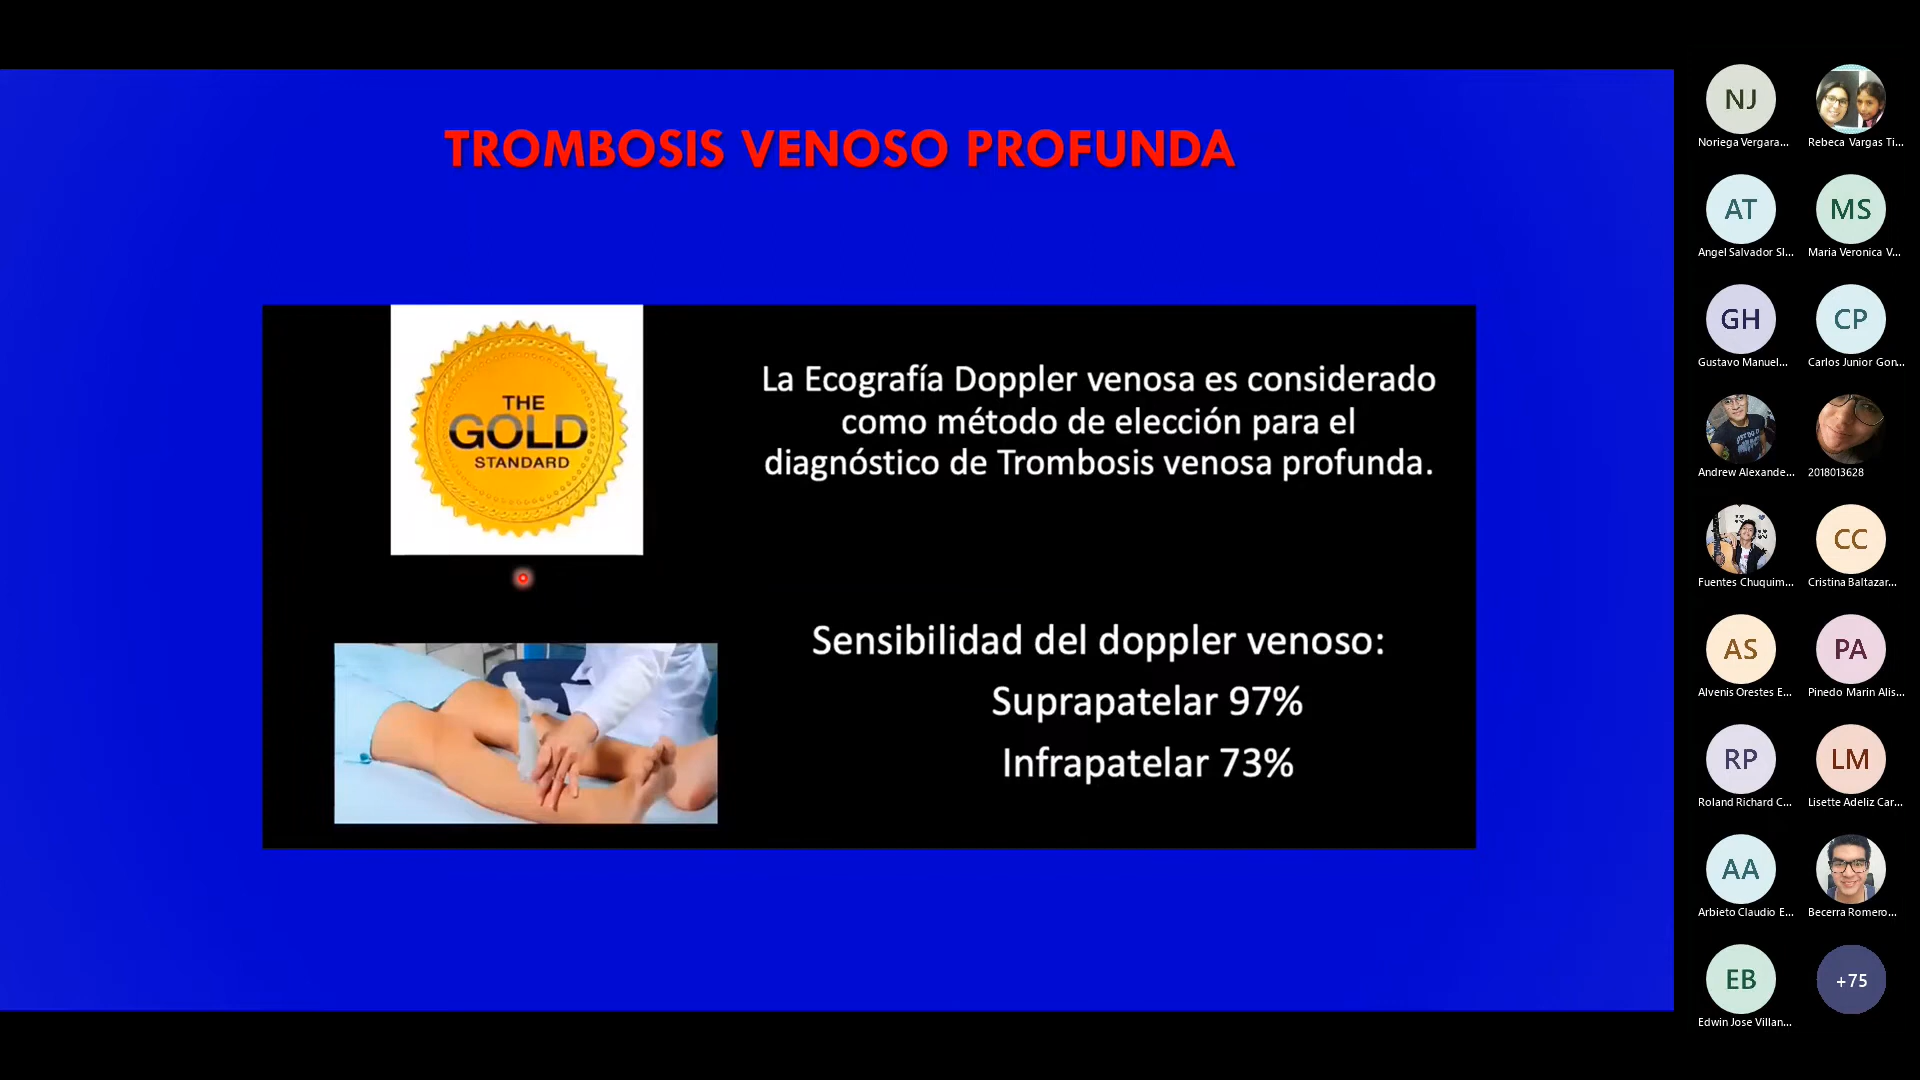 TROMBOSIS VENOSO PROFUNDA
THE
GOLD
STANDARD
La Ecografía Doppler venosa es considerado
como método de elección para el
diagnóstico de Trombosis venosa profunda.
Sensibilidad del doppler venoso:
Suprapatelar 97%
Infrapatelar 73%
NJ
Noriega Vergara...
Rebeca Vargas Ti...
AT
Angel Salvador Sl...
MS
Maria Veronica V...
GH
Gustavo Manuel...
CP
Carlos Junior Gon...
Andrew Alexande...
2018013628
Fuentes Chuquim...
CC
Cristina Baltazar...
AS
Alvenis Orestes E...
PA
Pinedo Marin Alis...
RP
Roland Richard C...
LM
Lisette Adeliz Car...
AA
Arbieto Claudio E...
Becerra Romero...
EB
Edwin Jose Villan...
+75